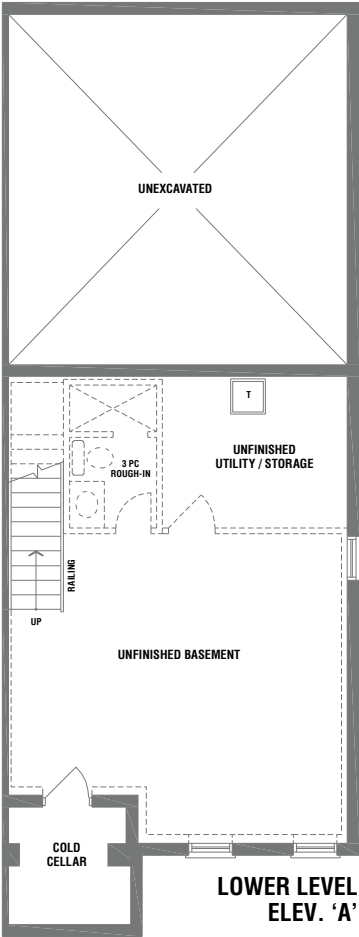 UNEXCAVATED
T
UNFINISHED
UTILITY / STORAGE
3 PC
ROUGH-IN
RAILING
UP
UNFINISHED BASEMENT
COLD
CELLAR
LOWER LEVEL
ELEV. ‘A’